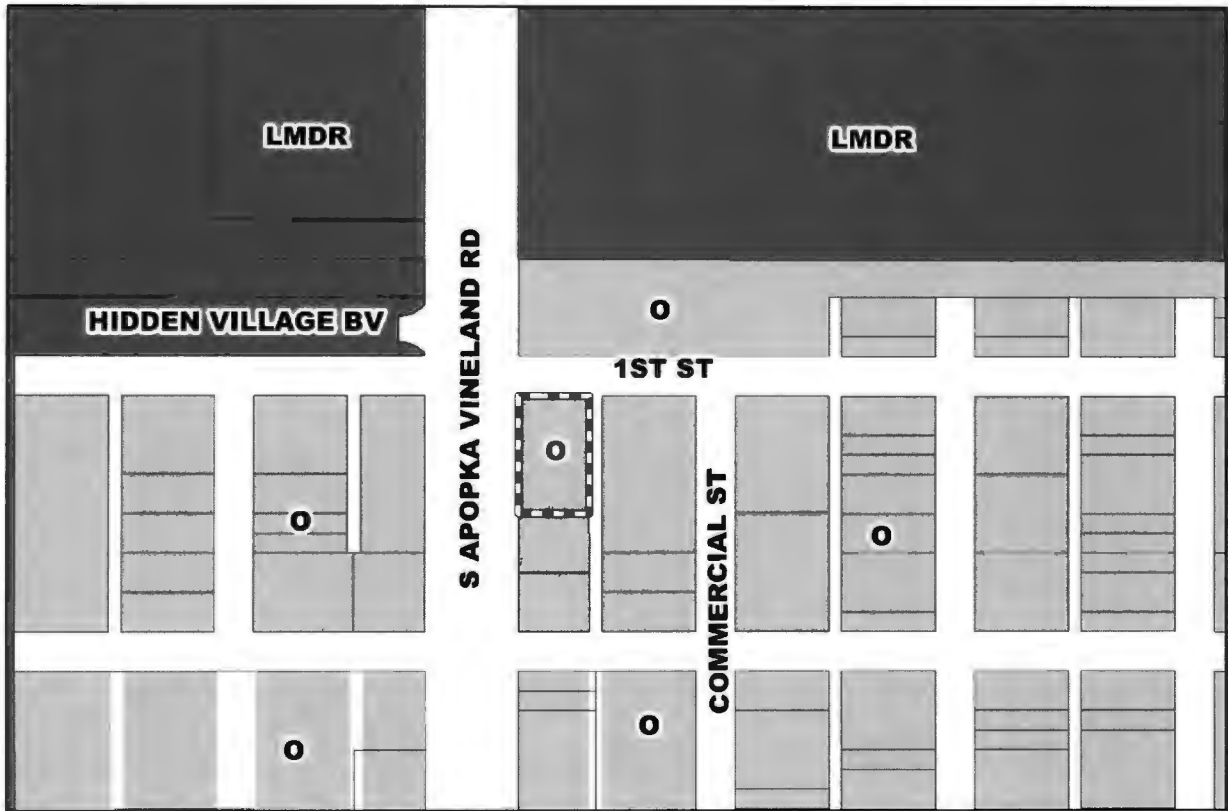 LMDR
LMDR
S APOPKA VINELAND RD
HIDDEN VILLAGE BV
O
1ST ST
O
O
COMMERCIAL ST
O
O
O